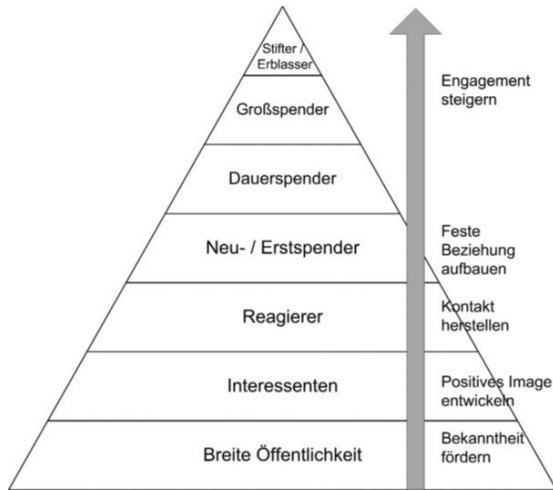 Stifter /
Erblasser
Großspender
Dauerspender
Neu- / Erstspender
Reagierer
Interessenten
Breite Öffentlichkeit
Engagement
steigern
Feste
Beziehung
aufbauen
Kontakt
herstellen
Positives Image
entwickeln
Bekanntheit
fördern